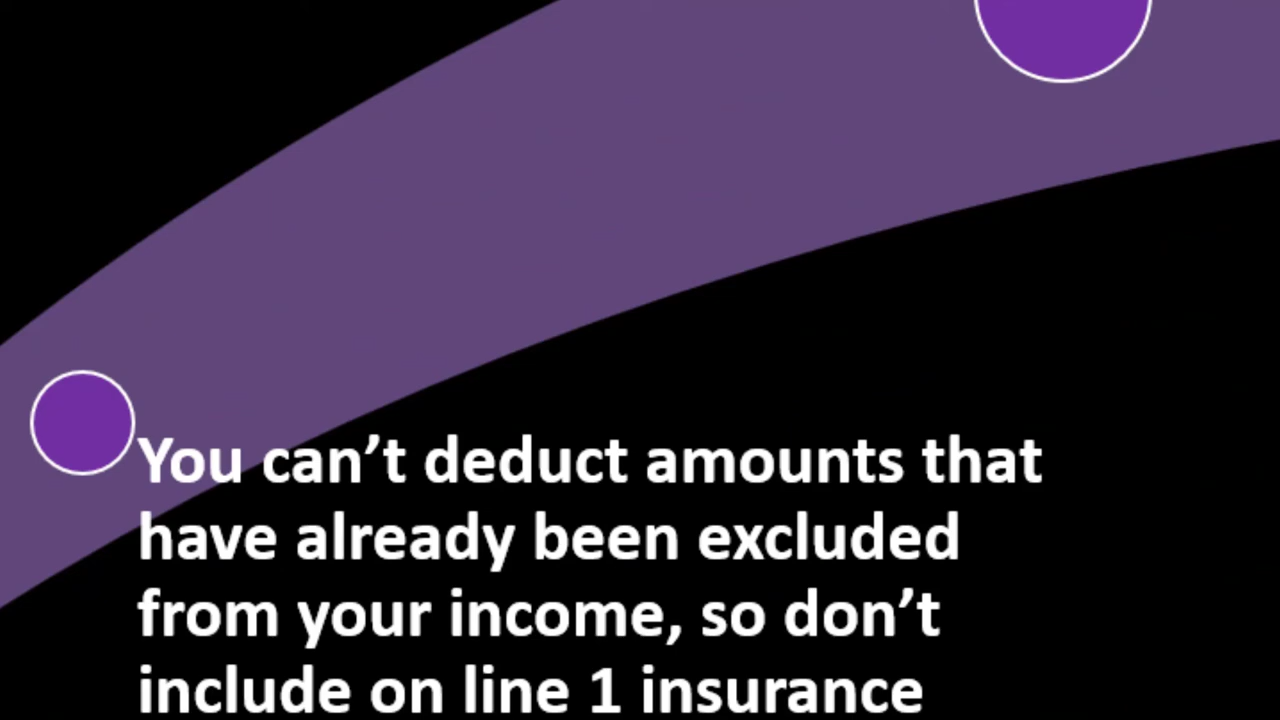 You can’t deduct amounts that
have already been excluded
from your income, so don’t
include on line 1 insurance